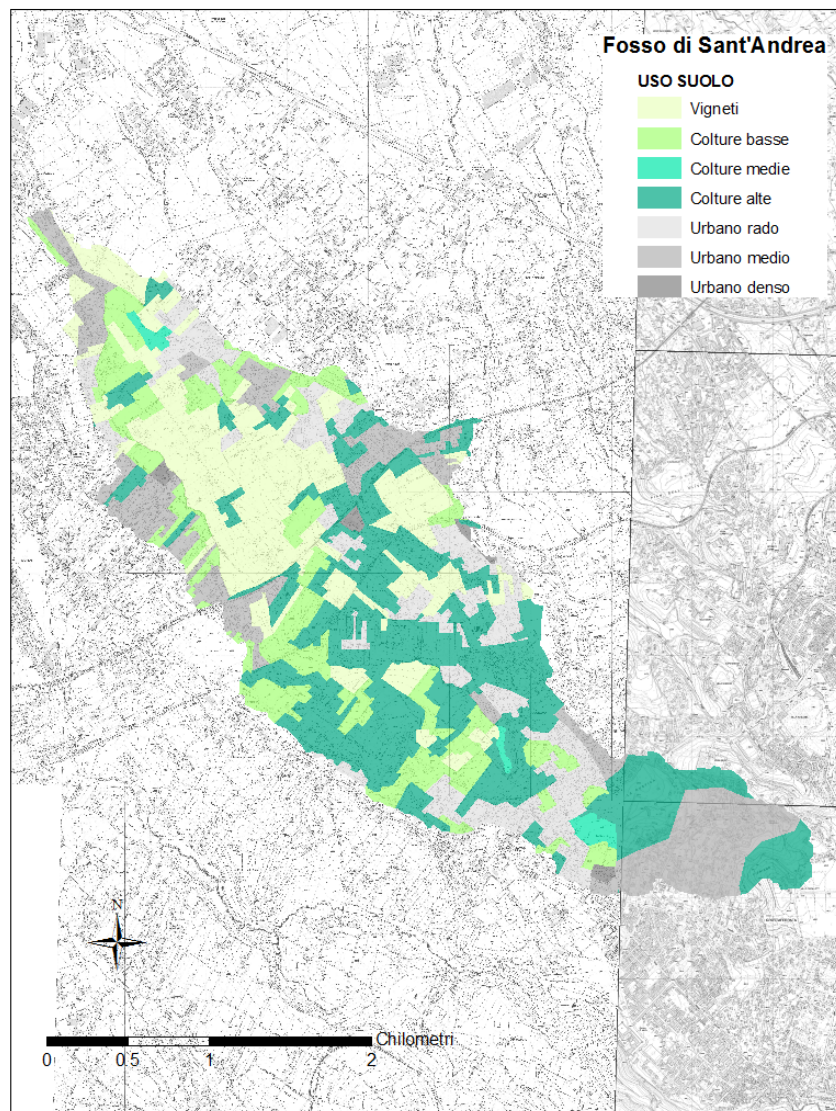 Fosso di Sant'Andrea
USO SUOLO
Vigneti
Colture basse
Colture medie
Colture alte
Urbano rado
Urbano medio
Urbano denso
N
Chilometri
0 0.5 1 2